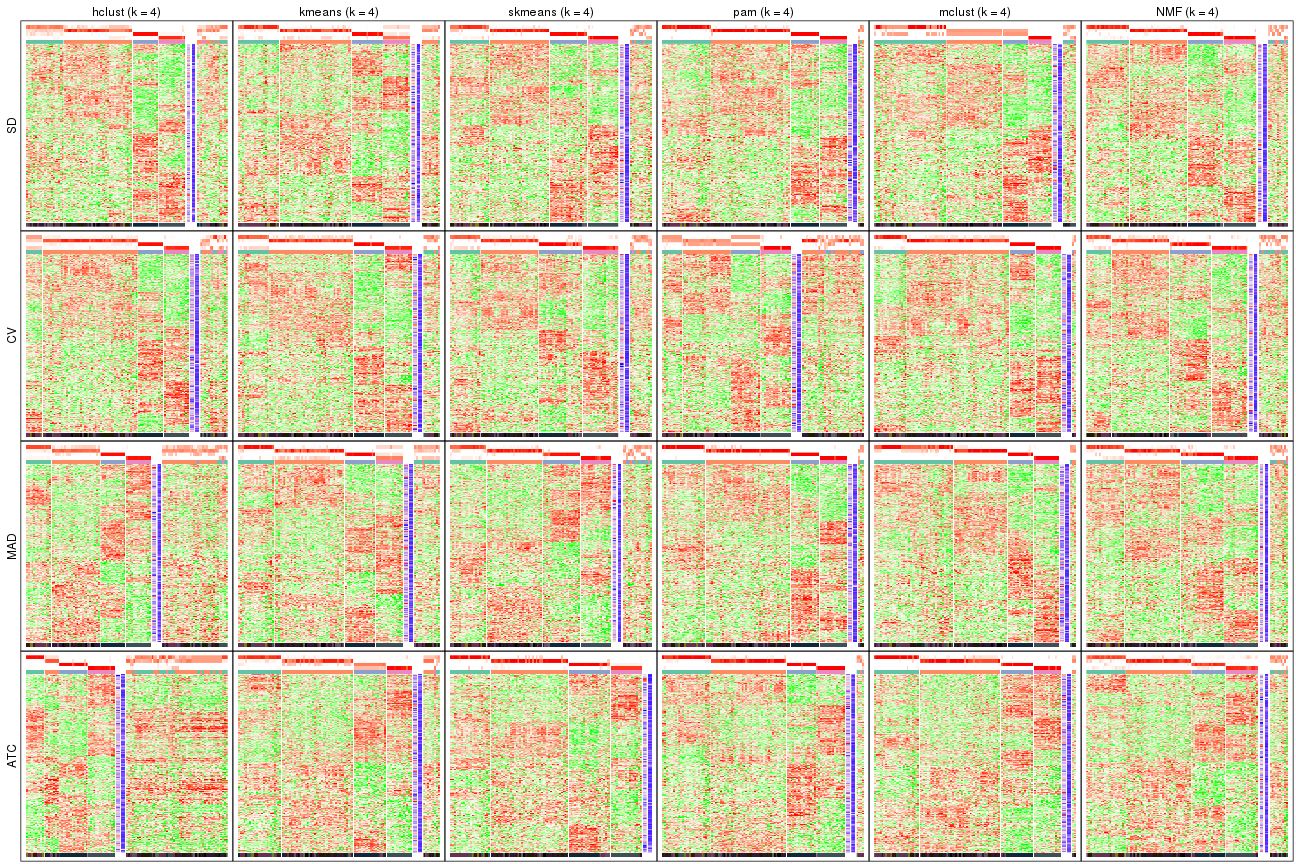 hclust (k = 4)
kmeans (k = 4)
skmeans (k = 4)
pam (k = 4)
mclust (k = 4)
NMF (k = 4)
SD
CV
MAD
ATC